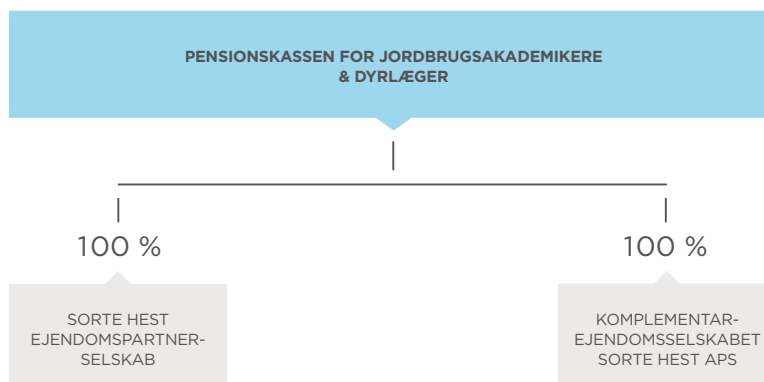 PENSIONSKASSEN FOR JORDBRUGSAKADEMIKERE
& DYRLÆGER
100 %
100 %
SORTE HEST
EJENDOMSPARTNER-
SELSKAB
KOMPLEMENTAR-
EJENDOMSSELSKABET
SORTE HEST APS